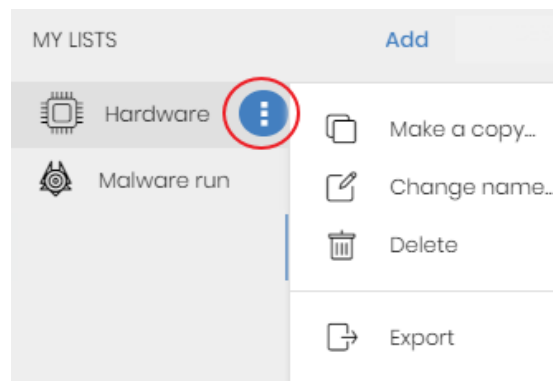 MY LISTS
Add
Hardware
Make a copy...
Malware run
Change name...
Delete
Export